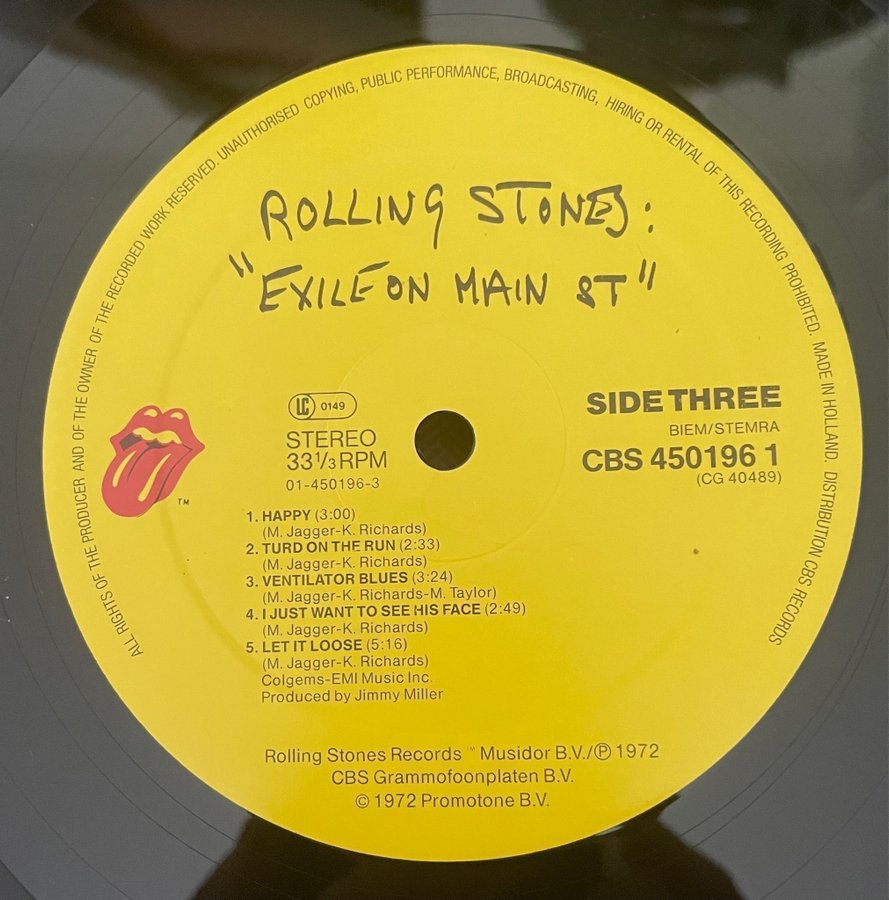 ALL RIGHTS OF THE PRODUCER AND OF THE OWNER OF THE RECORDED WORK RESERVED. UNAUTHORISED COPYING, PUBLIC PERFORMANCE, BROADCASTING, HIRING OR RENTAL OF THIS RECORDING PROHIBITED. MADE IN HOLLAND. DISTRIBUTION CBS RECORDS
ROLLING STONES:
"EXILE ON MAIN ST"
LC 0149
STEREO
33 1/3 RPM
01-450196-3
SIDE THREE
BIEM/STEMRA
CBS 450196 1
(CG 40489)
TM
1. HAPPY (3:00)
(M. Jagger-K. Richards)
2. TURD ON THE RUN (2:33)
(M. Jagger-K. Richards)
3. VENTILATOR BLUES (3:24)
(M. Jagger-K. Richards-M. Taylor)
4. I JUST WANT TO SEE HIS FACE (2:49)
(M. Jagger-K. Richards)
5. LET IT LOOSE (5:16)
(M. Jagger-K. Richards)
Colgems-EMI Music Inc.
Produced by Jimmy Miller
Rolling Stones Records ™ Musidor B.V./℗ 1972
CBS Grammofoonplaten B.V.
© 1972 Promotone B.V.